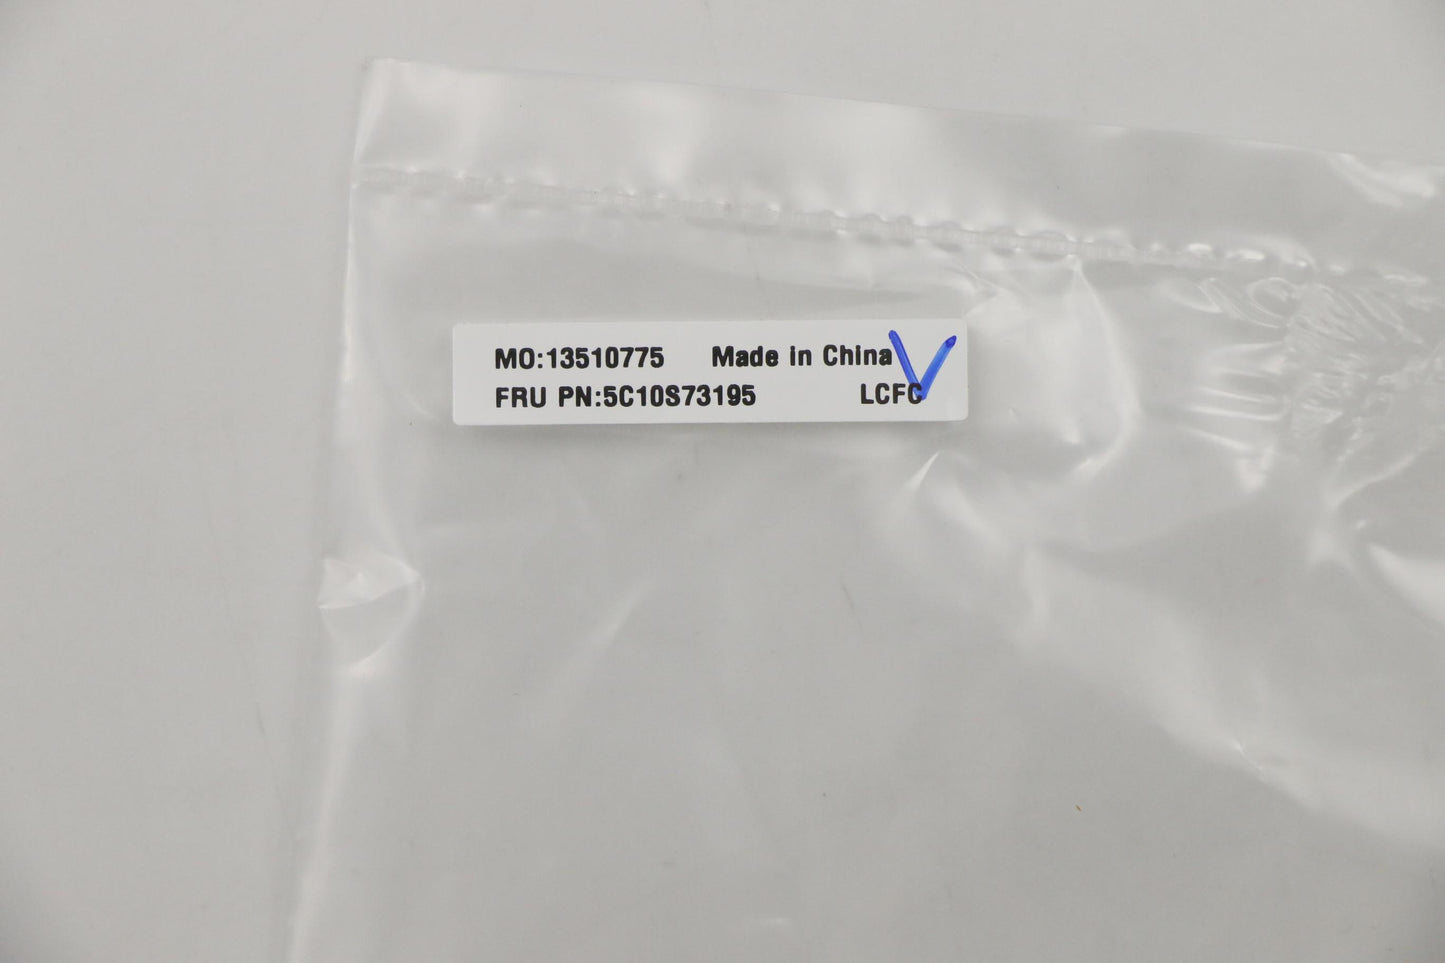 MO:13510775 Made in China
FRU PN:5C10S73195 LCFC